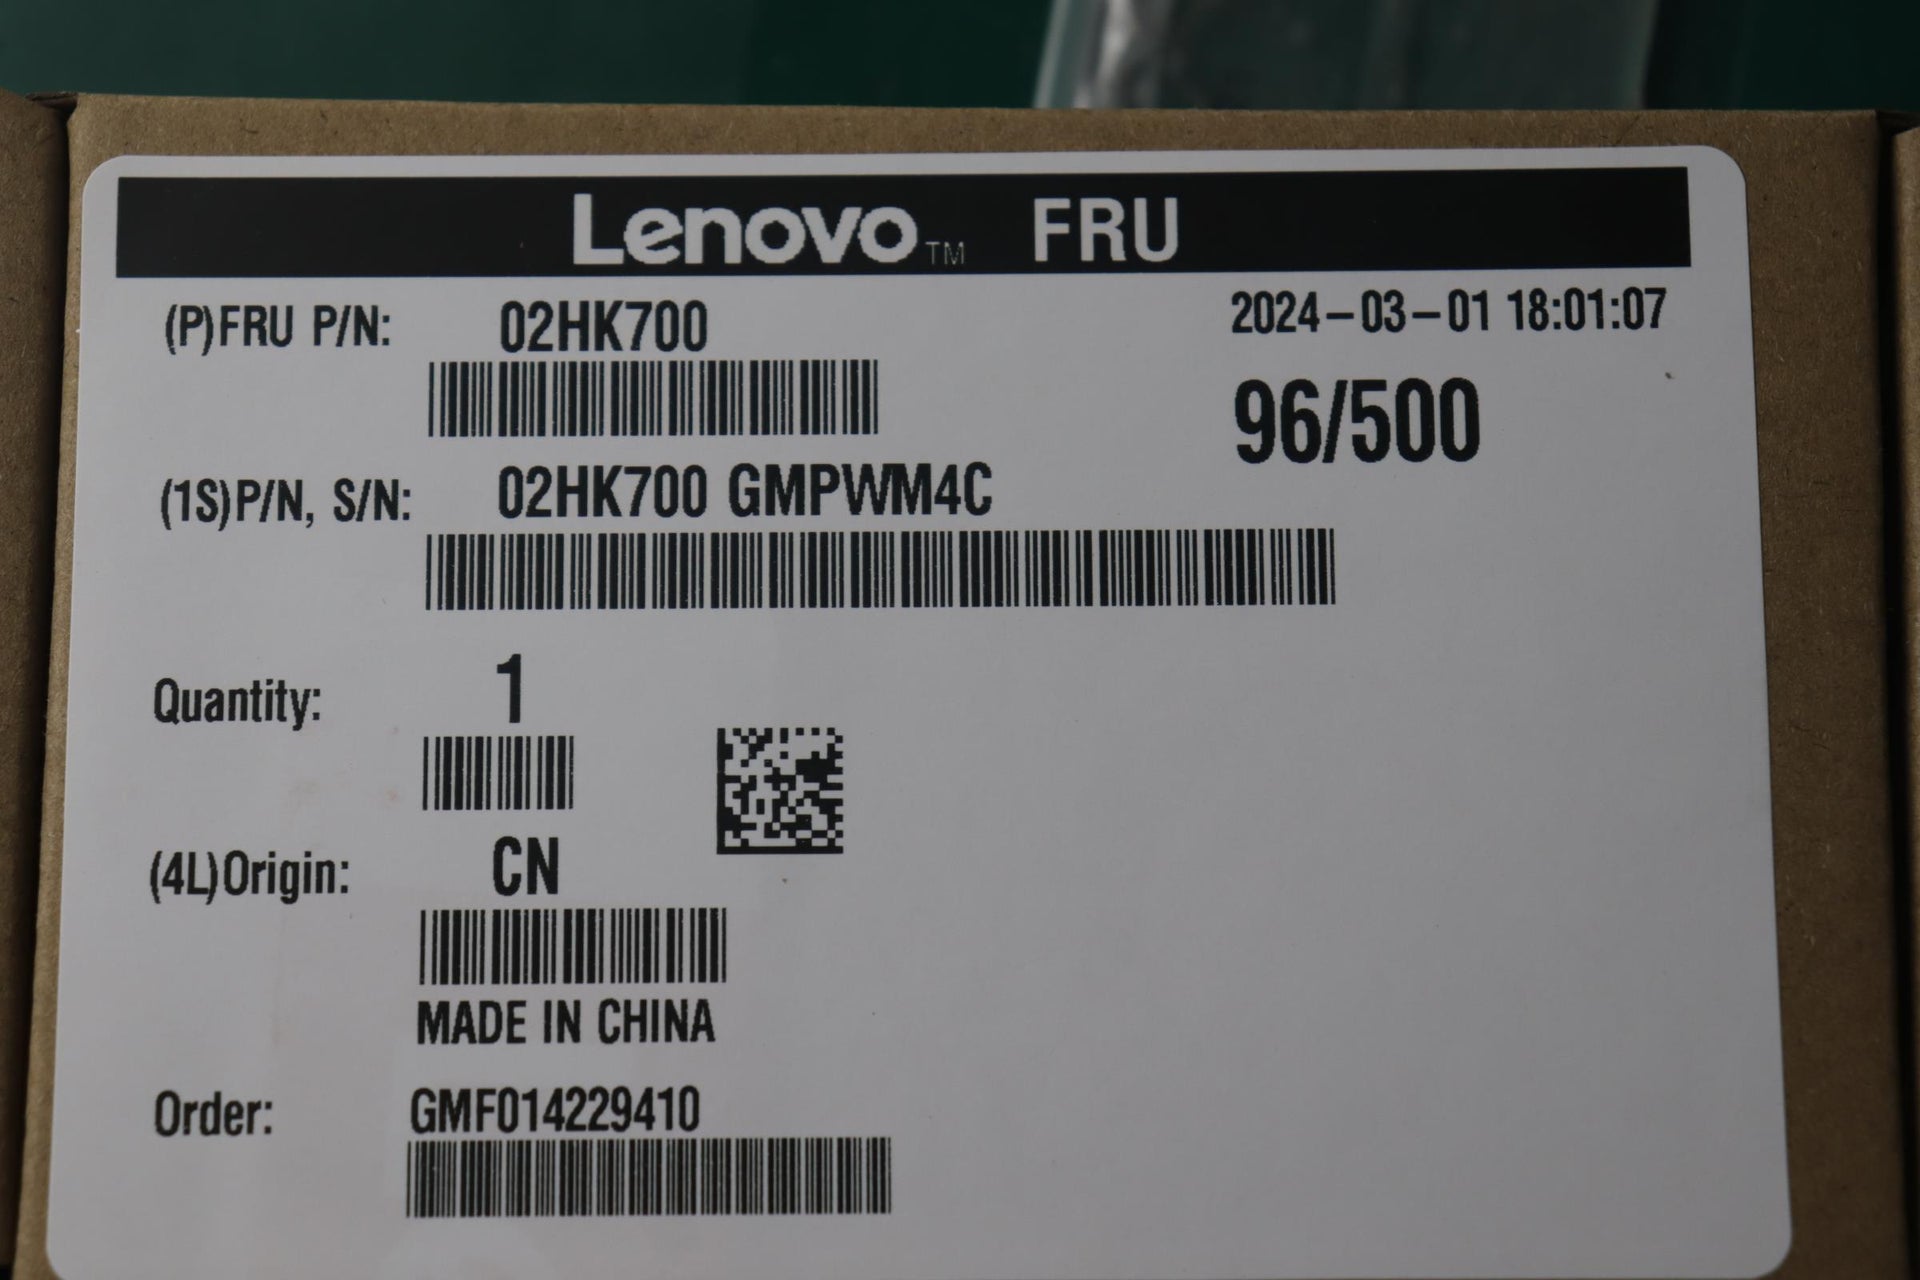 Lenovo™ FRU
(P)FRU P/N: 02HK700
2024-03-01 18:01:07
96/500
(1S)P/N, S/N: 02HK700 GMPWM4C
Quantity: 1
(4L)Origin: CN
MADE IN CHINA
Order: GMF014229410